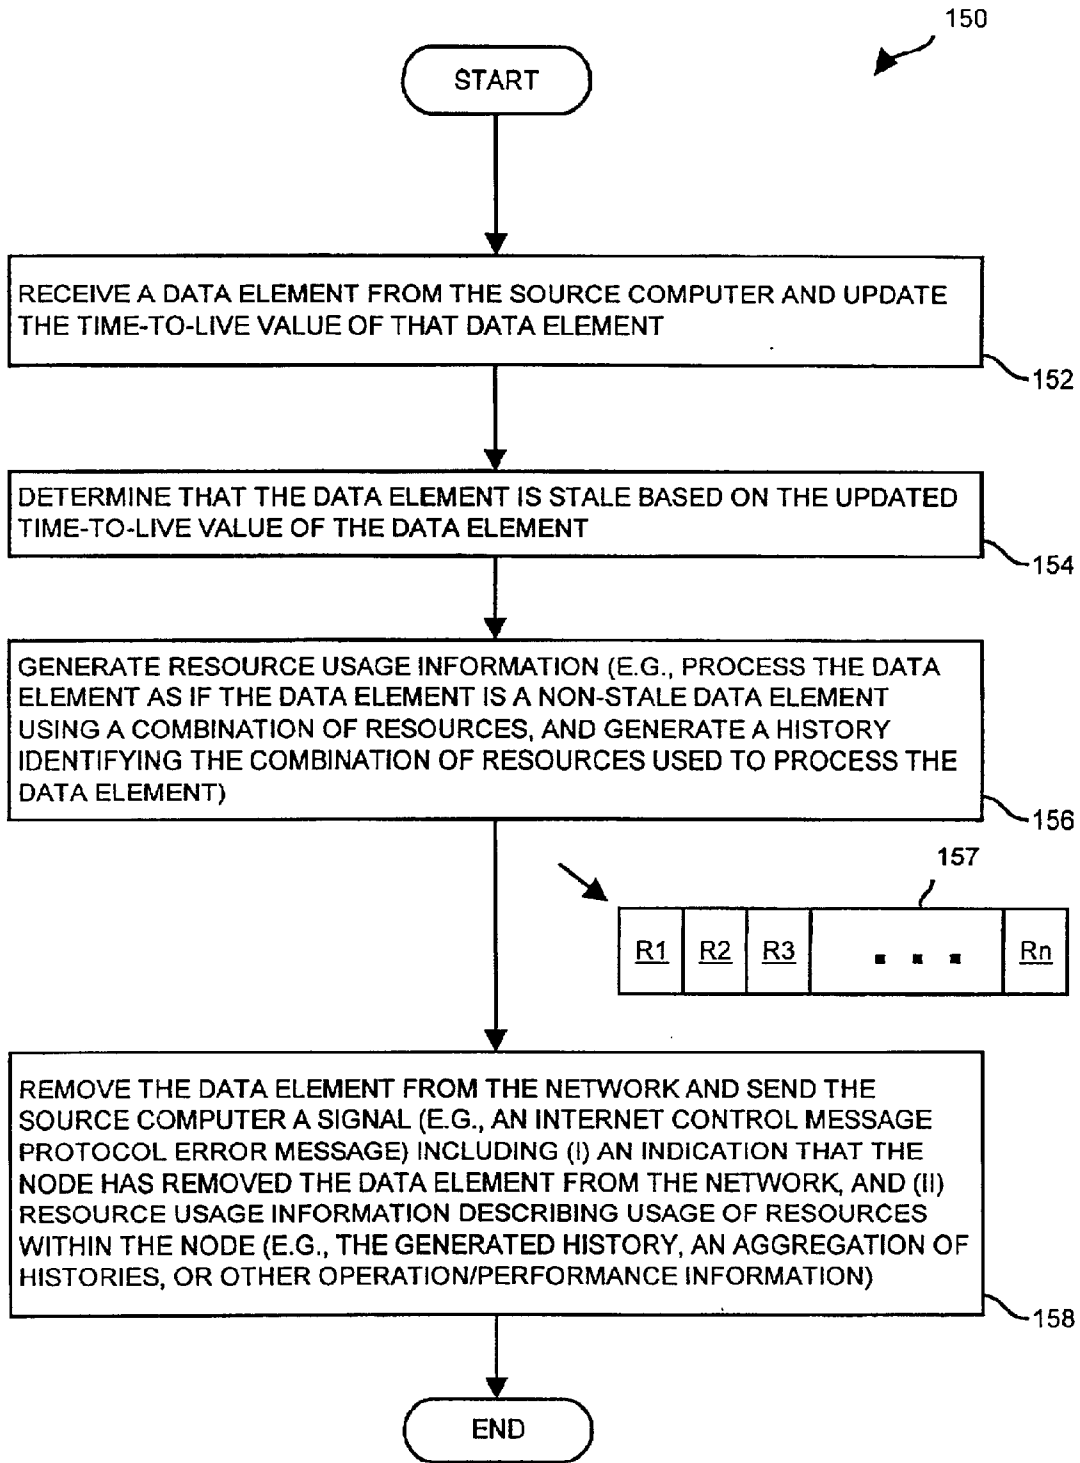 150
START
RECEIVE A DATA ELEMENT FROM THE SOURCE COMPUTER AND UPDATE
THE TIME-TO-LIVE VALUE OF THAT DATA ELEMENT
152
DETERMINE THAT THE DATA ELEMENT IS STALE BASED ON THE UPDATED
TIME-TO-LIVE VALUE OF THE DATA ELEMENT
154
GENERATE RESOURCE USAGE INFORMATION (E.G., PROCESS THE DATA
ELEMENT AS IF THE DATA ELEMENT IS A NON-STALE DATA ELEMENT
USING A COMBINATION OF RESOURCES, AND GENERATE A HISTORY
IDENTIFYING THE COMBINATION OF RESOURCES USED TO PROCESS THE
DATA ELEMENT)
156
157
R1 R2 R3 . . . Rn
REMOVE THE DATA ELEMENT FROM THE NETWORK AND SEND THE
SOURCE COMPUTER A SIGNAL (E.G., AN INTERNET CONTROL MESSAGE
PROTOCOL ERROR MESSAGE) INCLUDING (I) AN INDICATION THAT THE
NODE HAS REMOVED THE DATA ELEMENT FROM THE NETWORK, AND (II)
RESOURCE USAGE INFORMATION DESCRIBING USAGE OF RESOURCES
WITHIN THE NODE (E.G., THE GENERATED HISTORY, AN AGGREGATION OF
HISTORIES, OR OTHER OPERATION/PERFORMANCE INFORMATION)
158
END